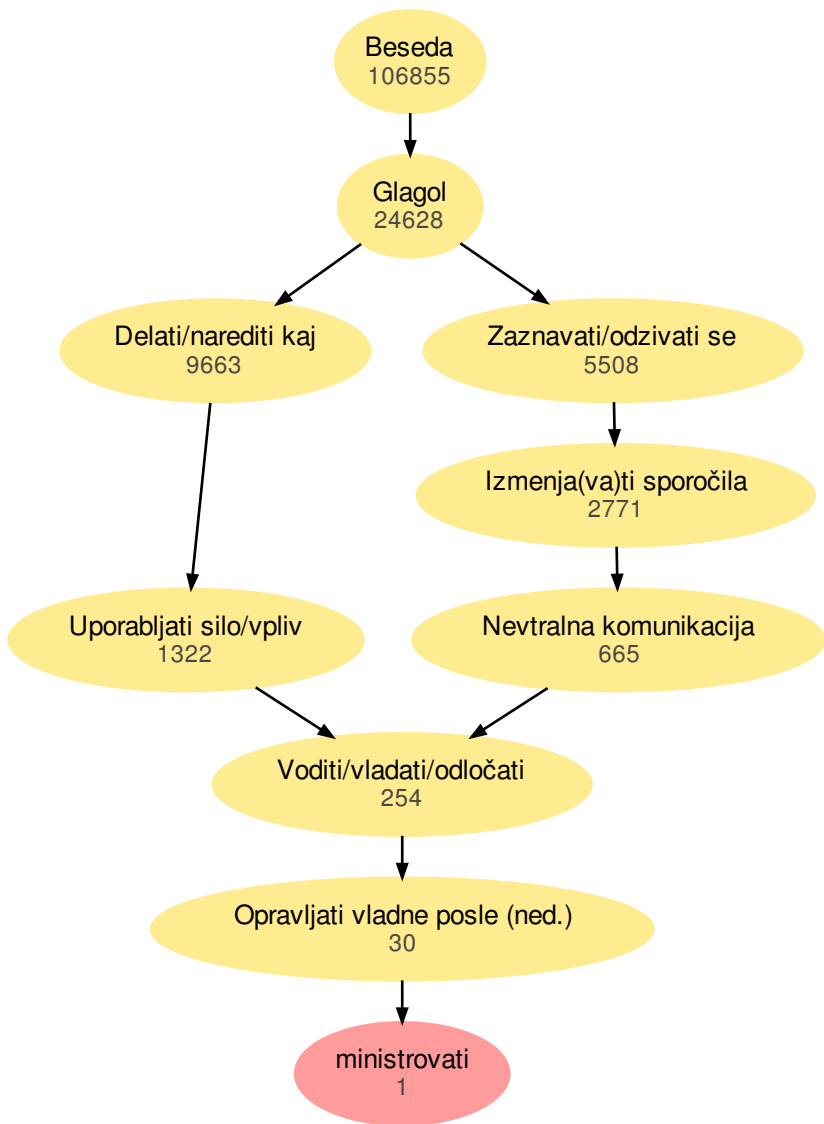 Beseda
106855
Glagol
24628
Delati/narediti kaj
9663
Zaznavati/odzivati se
5508
Izmenja(va)ti sporočila
2771
Uporabljati silo/vpliv
1322
Nevtralna komunikacija
665
Voditi/vladati/odločati
254
Opravljati vladne posle (ned.)
30
ministrovati
1